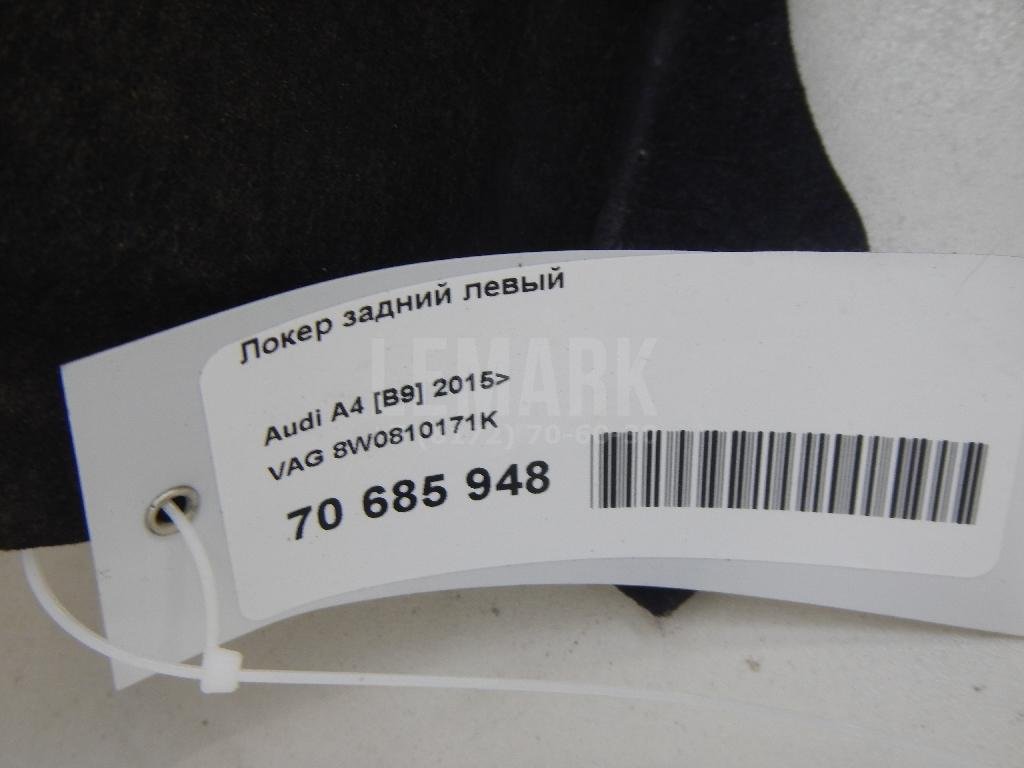 Локер задний левый
LEMARK
Audi A4 [B9] 2015>
VAG 8W0810171K
70 685 948